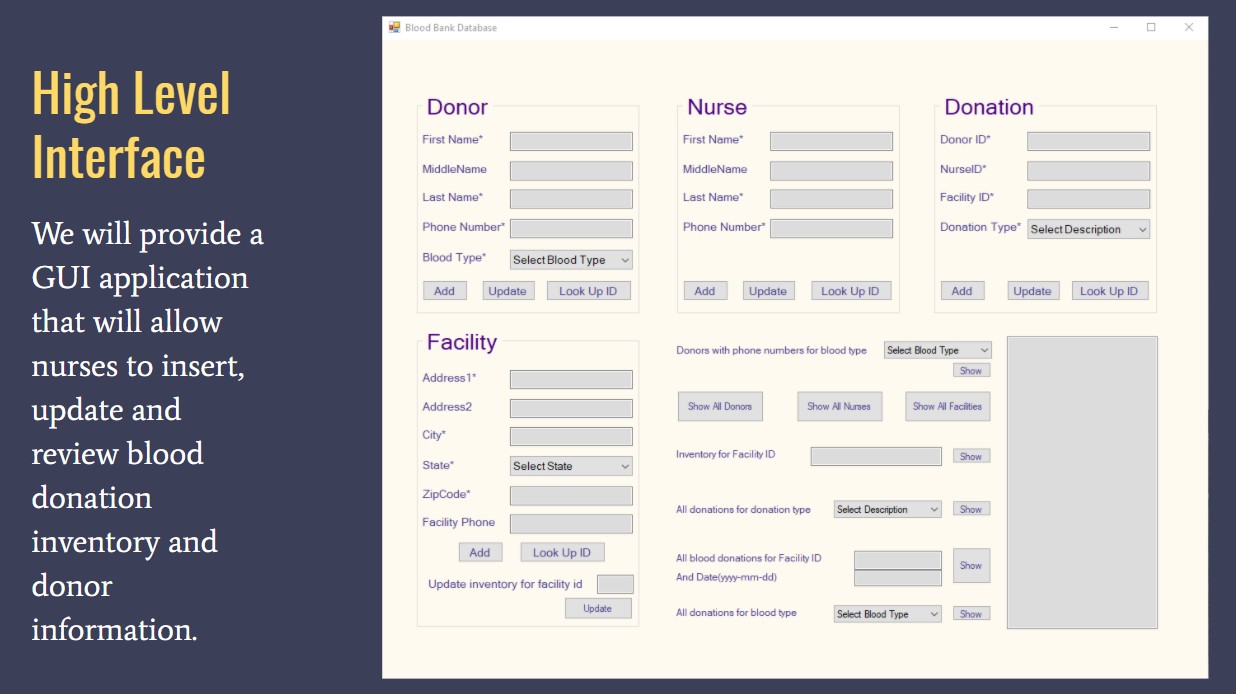 High Level
Interface
We will provide a
GUI application
that will allow
nurses to insert,
update and
review blood
donation
inventory and
donor
information.
Blood Bank Database
Donor
First Name*
MiddleName
Last Name*
Phone Number*
Blood Type* Select Blood Type
Add Update Look Up ID
Nurse
First Name*
MiddleName
Last Name*
Phone Number*
Add Update Look Up ID
Donation
Donor ID*
NurseID*
Facility ID*
Donation Type* Select Description
Add Update Look Up ID
Facility
Address1*
Address2
City*
State* Select State
ZipCode*
Facility Phone
Add Look Up ID
Update inventory for facility id
Update
Donors with phone numbers for blood type Select Blood Type
Show
Show All Donors Show All Nurses Show All Facilities
Inventory for Facility ID Show
All donations for donation type Select Description Show
All blood donations for Facility ID
And Date(yyyy-mm-dd) Show
All donations for blood type Select Blood Type Show